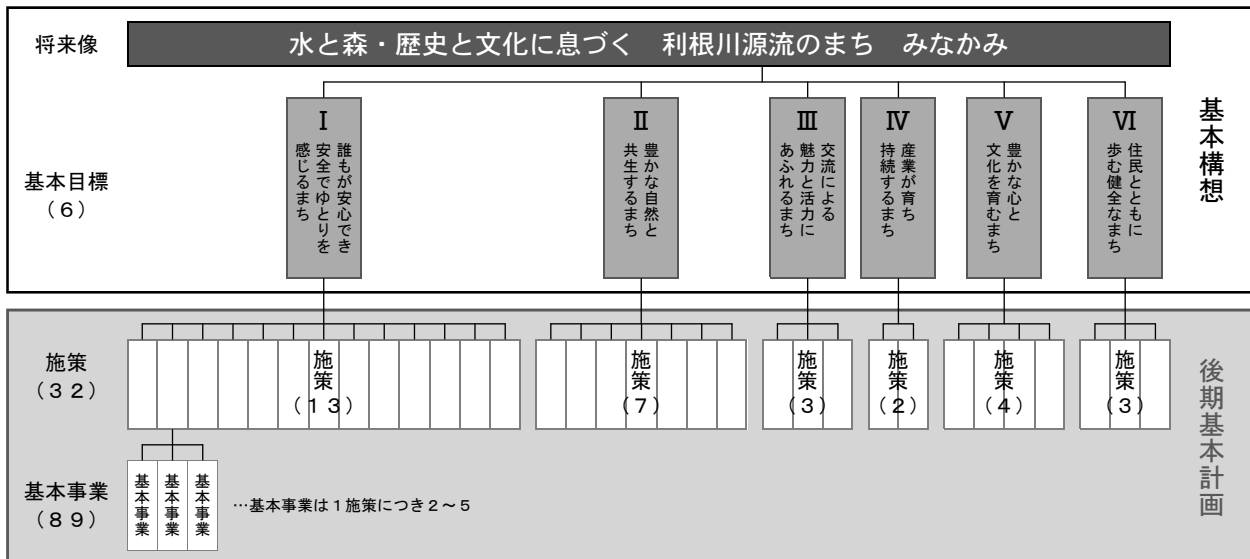 将来像
水と森・歴史と文化に息づく　利根川源流のまち　みなかみ
基本構想
基本目標
(6)
Ⅰ
誰もが安心でき
安全でゆとりを
感じるまち
Ⅱ
豊かな自然と
共生するまち
Ⅲ
交流による
魅力と活力に
あふれるまち
Ⅳ
産業が育ち
持続するまち
Ⅴ
豊かな心と
文化を育むまち
Ⅵ
住民とともに
歩む健全なまち
後期基本計画
施策
(32)
施策
(13)
施策
(7)
施策
(3)
施策
(2)
施策
(4)
施策
(3)
基本事業
(89)
基本事業
基本事業
基本事業
…基本事業は1施策につき2～5